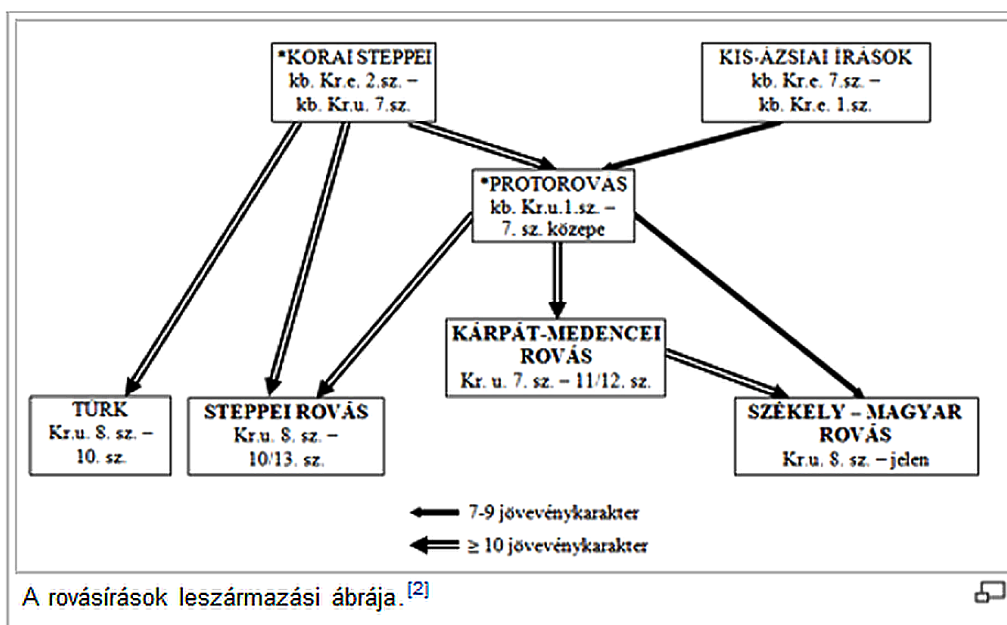 *KORAI STEPPEI
kb. Kr.e. 2.sz. –
kb. Kr.u. 7.sz.
KIS-ÁZSIAI ÍRÁSOK
kb. Kr.e. 7.sz –
kb. Kr.e. 1.sz.
*PROTOROVÁS
kb. Kr.u.1.sz. –
7. sz. közepe
KÁRPÁT-MEDENCEI
ROVÁS
Kr. u. 7. sz. – 11/12. sz.
TÜRK
Kr.u. 8. sz. –
10. sz.
STEPPEI ROVÁS
Kr.u. 8. sz. –
10/13. sz.
SZÉKELY – MAGYAR
ROVÁS
Kr.u. 8. sz. – jelen
7-9 jövevénykarakter
≥ 10 jövevénykarakter
A rovásírások leszármazási ábrája.[2]